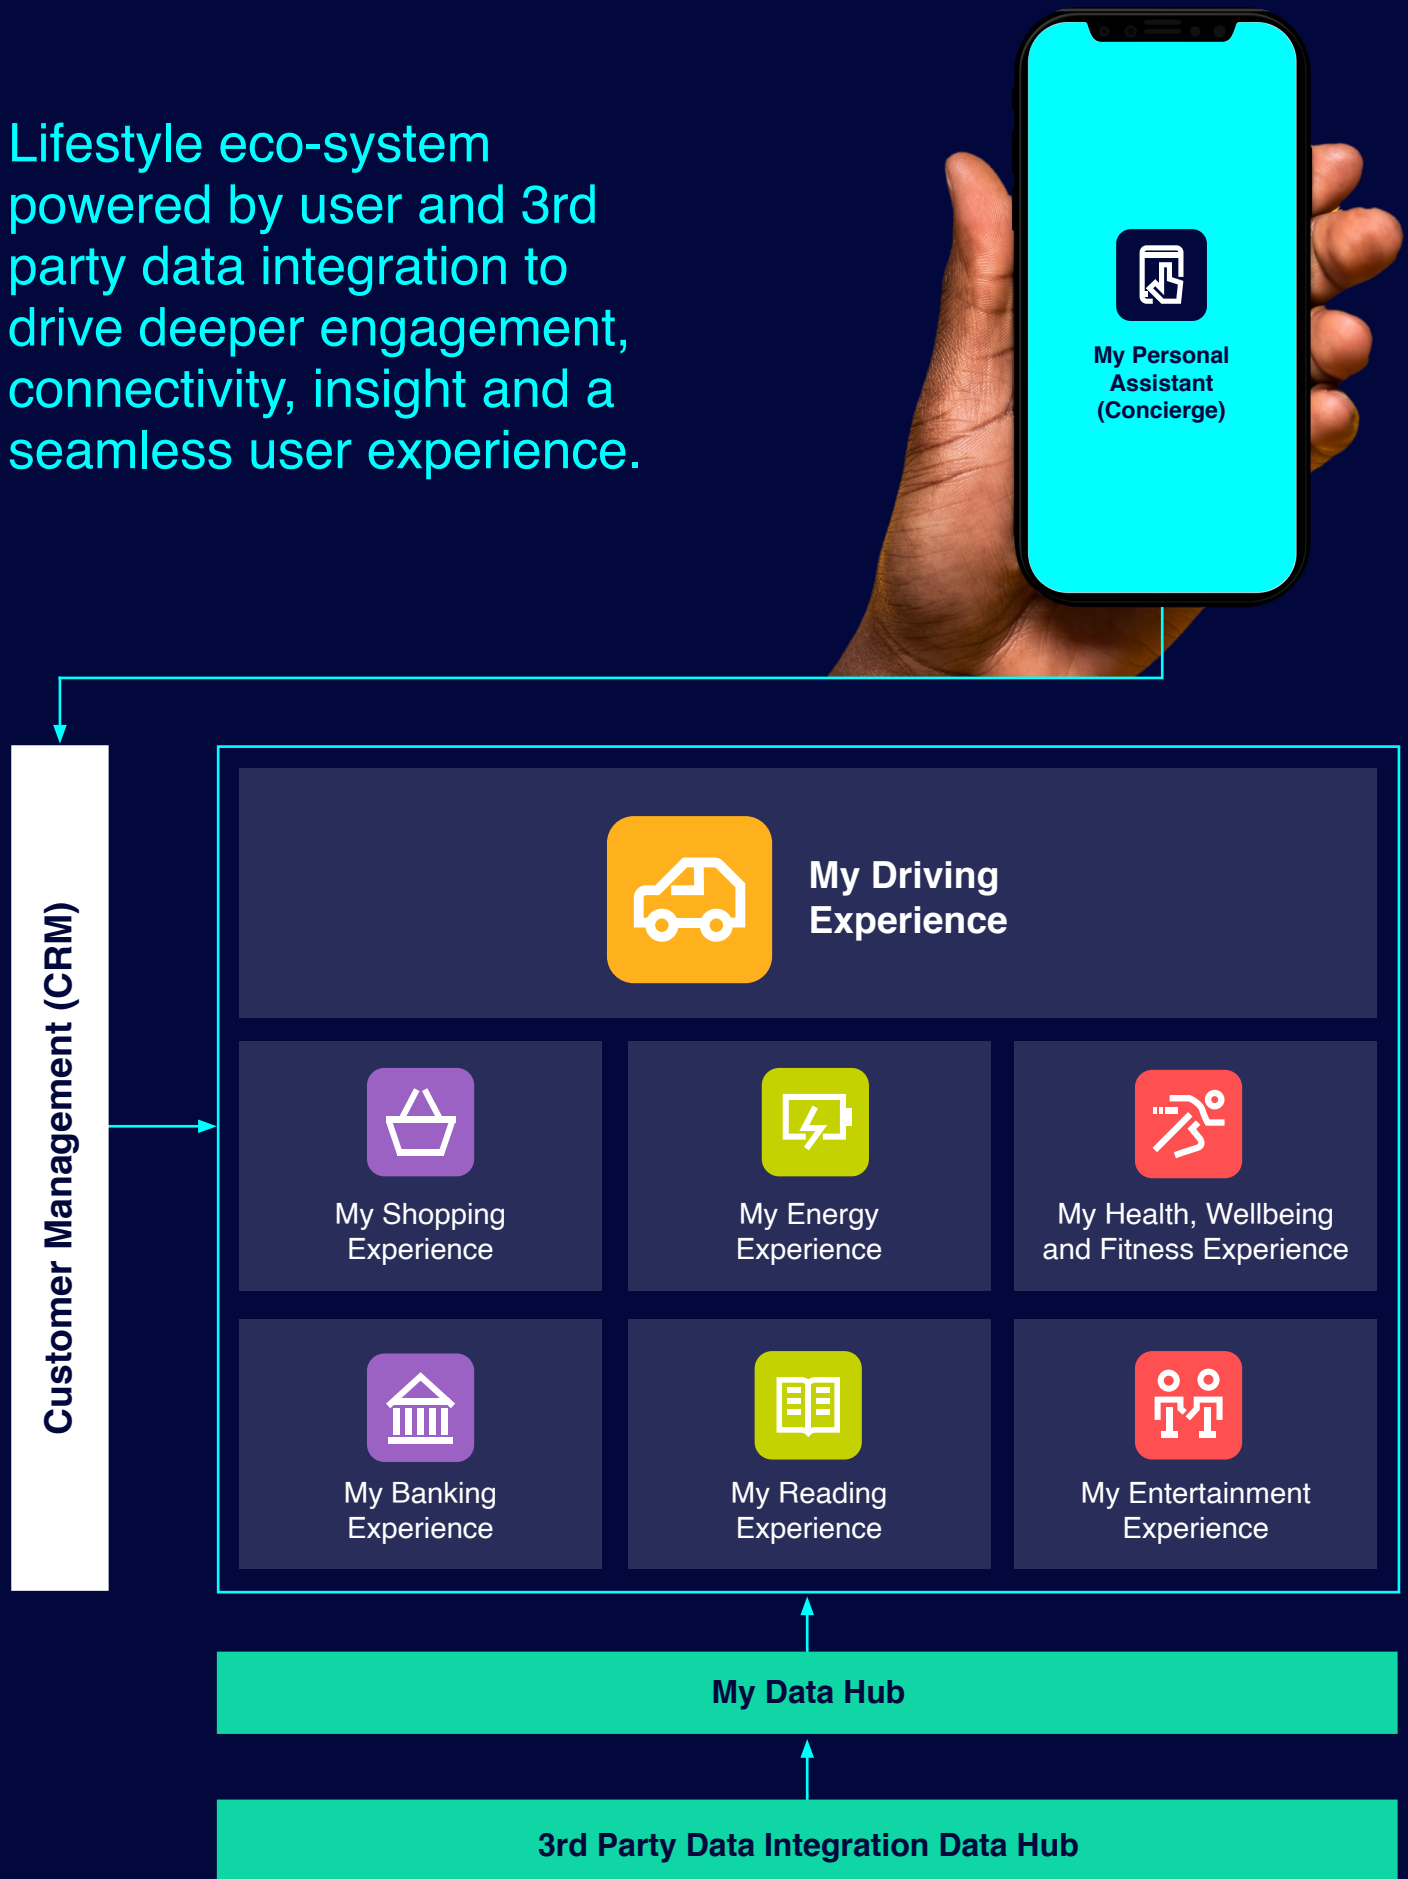 Lifestyle eco-system
powered by user and 3rd
party data integration to
drive deeper engagement,
connectivity, insight and a
seamless user experience.
My Personal
Assistant
(Concierge)
Customer Management (CRM)
My Driving
Experience
My Shopping
Experience
My Energy
Experience
My Health, Wellbeing
and Fitness Experience
My Banking
Experience
My Reading
Experience
My Entertainment
Experience
My Data Hub
3rd Party Data Integration Data Hub